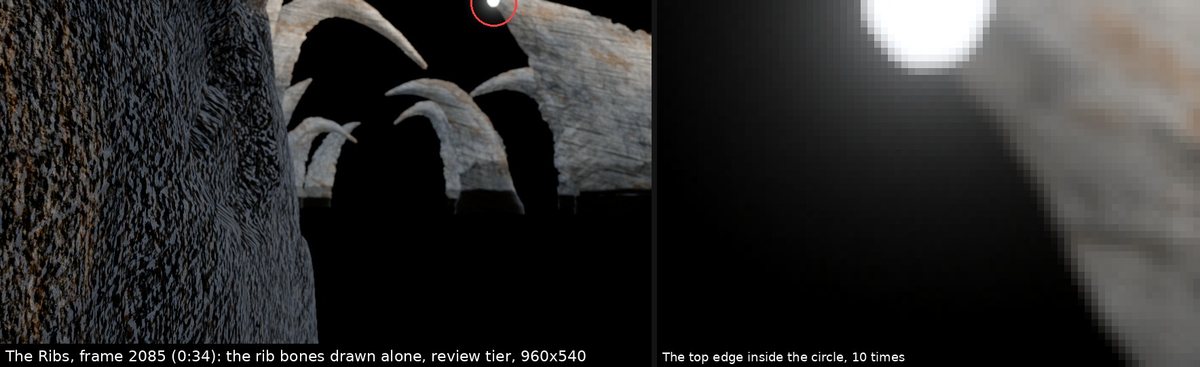 The Ribs, frame 2085 (0:34): the rib bones drawn alone, review tier, 960x540
The top edge inside the circle, 10 times